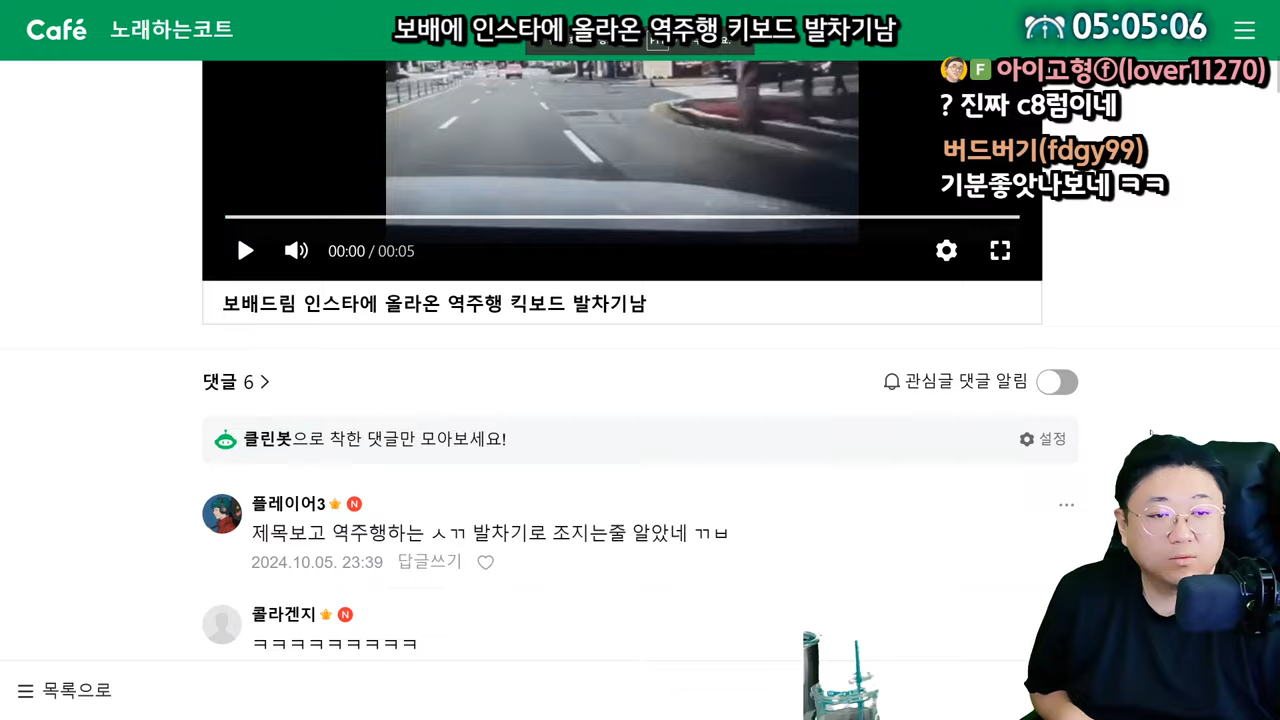 Café 노래하는코트
보배에 인스타에 올라온 역주행 키보드 발차기남
05:05:06
F 아이고형ⓕ(lover11270)
? 진짜 c8럼이네
버드버기(fdgy99)
기분좋앗나보네 ㅋㅋ
00:00 / 00:05
보배드림 인스타에 올라온 역주행 킥보드 발차기남
댓글 6
관심글 댓글 알림
클린봇으로 착한 댓글만 모아보세요!
설정
플레이어3 N
제목보고 역주행하는 ㅅㄲ 발차기로 조지는줄 알았네 ㄲㅂ
2024.10.05. 23:39 답글쓰기
콜라겐지 N
ㅋㅋㅋㅋㅋㅋㅋㅋㅋ
목록으로